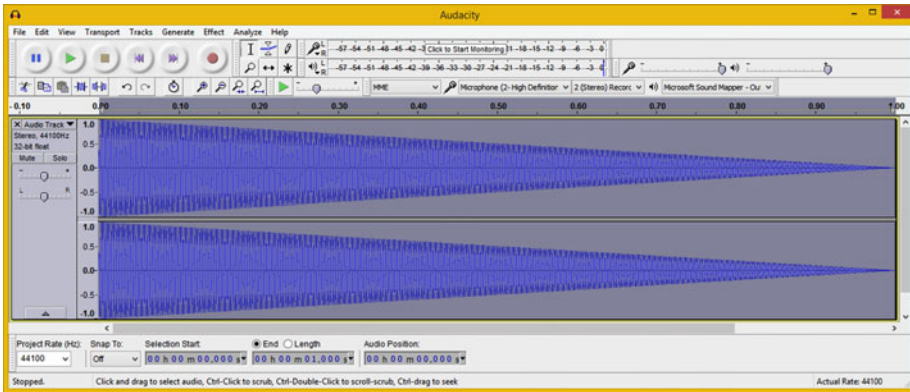 Audacity
File Edit View Transport Tracks Generate Effect Analyze Help
L R -57 -54 -51 -48 -45 -42 -3 Click to Start Monitoring 1 -18 -15 -12 -9 -6 -3 0
L R -57 -54 -51 -48 -45 -42 -39 -36 -33 -30 -27 -24 -21 -18 -15 -12 -9 -6 -3 0
MME Microphone (2- High Definitior 2 (Stereo) Recorc Microsoft Sound Mapper - Ou
-0.10 0.00 0.10 0.20 0.30 0.40 0.50 0.60 0.70 0.80 0.90 1.00
X Audio Track 1.0
Stereo, 44100Hz
32-bit float 0.5
Mute Solo
- + 0.0
L R -0.5
-1.0
1.0
0.5
0.0
-0.5
-1.0
Project Rate (Hz): Snap To: Selection Start: End Length Audio Position:
44100 Off 00 h 00 m 00,000 s 00 h 00 m 01,000 s 00 h 00 m 00,000 s
Stopped. Click and drag to select audio, Ctrl-Click to scrub, Ctrl-Double-Click to scroll-scrub, Ctrl-drag to seek Actual Rate: 44100